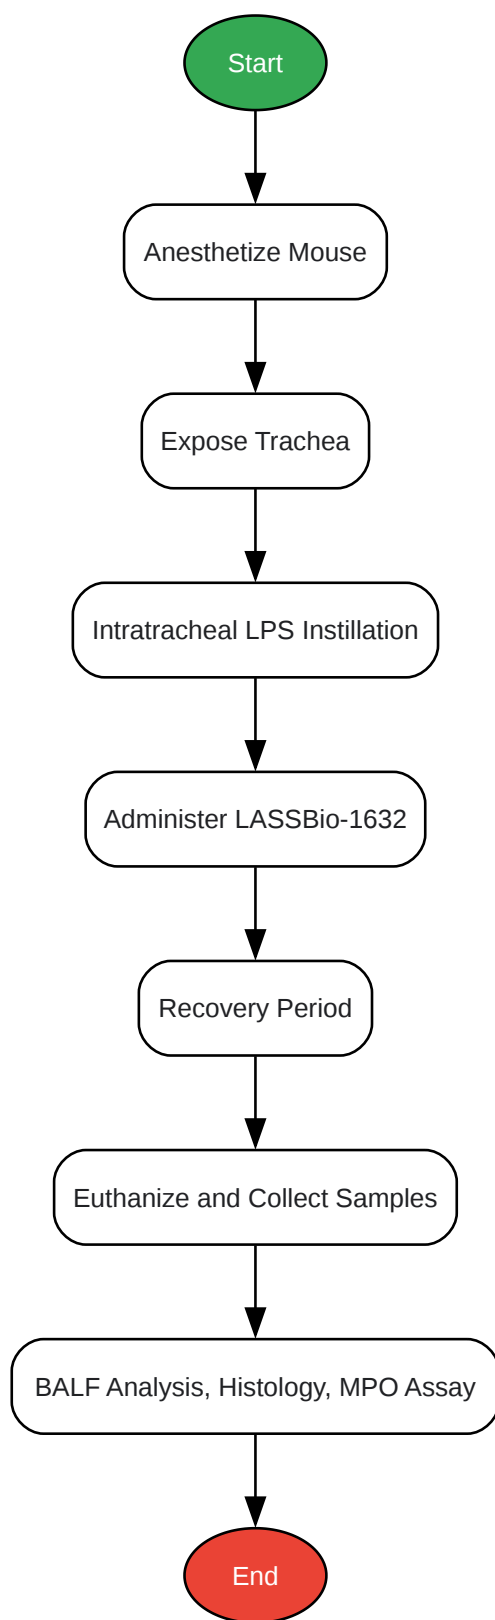 Start
Anesthetize Mouse
Expose Trachea
Intratracheal LPS Instillation
Administer LASSBio-1632
Recovery Period
Euthanize and Collect Samples
BALF Analysis, Histology, MPO Assay
End